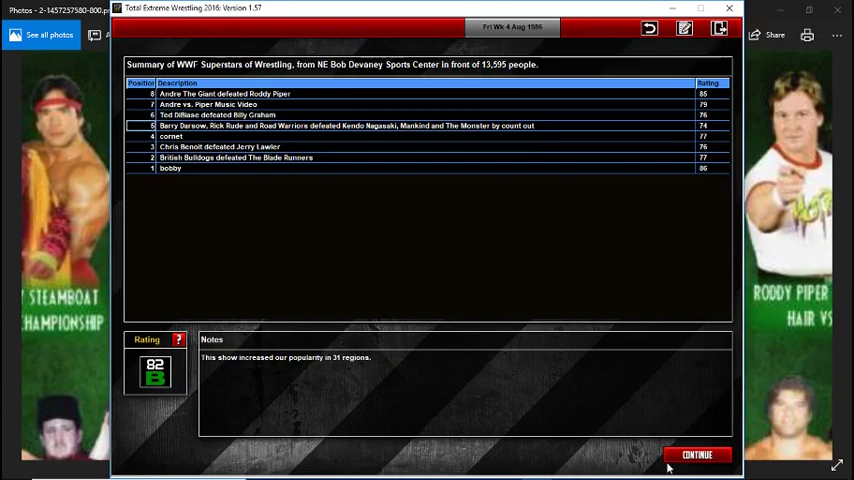 Photos - 2-1457257580-800.p
Total Extreme Wrestling 2016: Version 1.57
See all photos
A
Share
Fri Wk 4 Aug 1986
Summary of WWF Superstars of Wrestling, from NE Bob Devaney Sports Center in front of 13,595 people.
Position Description Rating
8 Andre The Giant defeated Roddy Piper 85
7 Andre vs. Piper Music Video 79
6 Ted DiBiase defeated Billy Graham 76
5 Barry Darsow, Rick Rude and Road Warriors defeated Kendo Nagasaki, Mankind and The Monster by count out 74
4 cornet 77
3 Chris Benoit defeated Jerry Lawler 76
2 British Bulldogs defeated The Blade Runners 77
1 bobby 86
Y STEAMBOAT
HAMPIONSHIP
RODDY PIPER
HAIR VS
Rating ?
82
B
Notes
This show increased our popularity in 31 regions.
CONTINUE